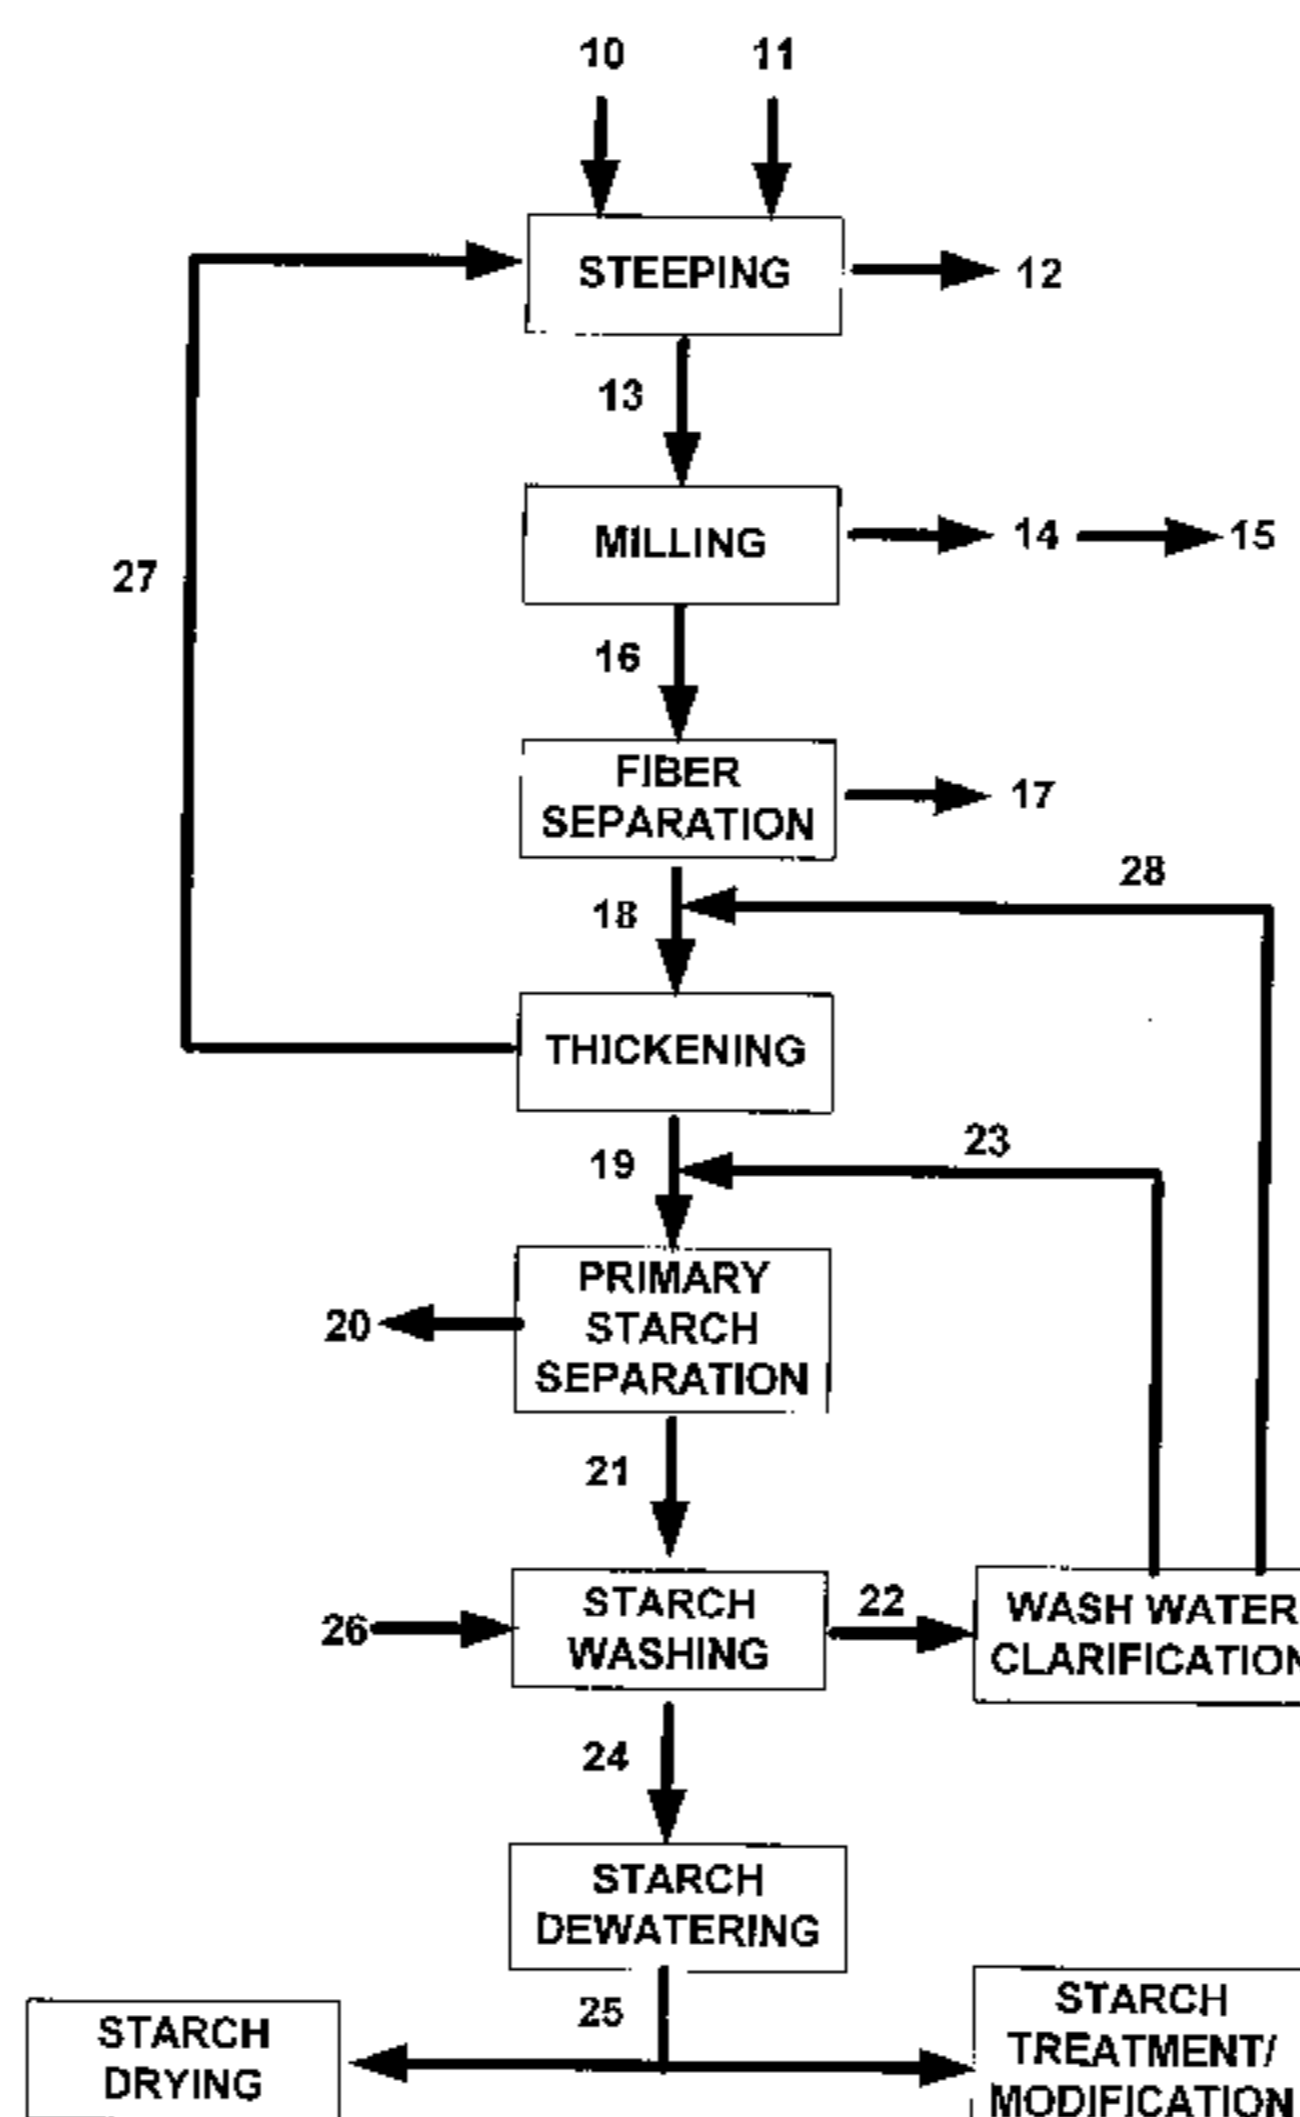 10 11
STEEPING 12
13
MILLING 14 15
27
16
FIBER
SEPARATION 17
28
18
THICKENING
23
19
PRIMARY
STARCH
SEPARATION
20
21
STARCH
WASHING
26
22
WASH WATER
CLARIFICATION
24
STARCH
DEWATERING
25
STARCH
DRYING
STARCH
TREATMENT/
MODIFICATION